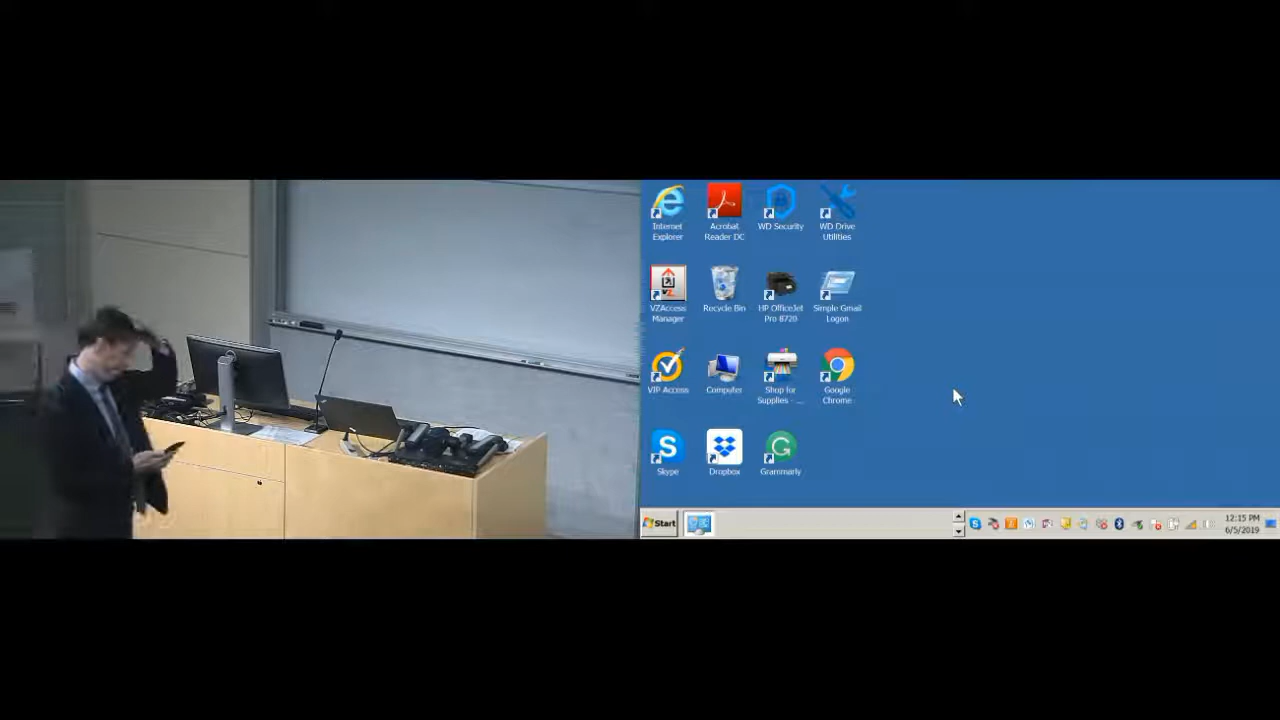 Internet
Explorer
Acrobat
Reader DC
WD Security
WD Drive
Utilities
VZAccess
Manager
Recycle Bin
HP OfficeJet
Pro 8720
Simple Gmail
Logon
VIP Access
Computer
Shop for
Supplies - ...
Google
Chrome
Skype
Dropbox
Grammarly
Start
12:15 PM
6/5/2019